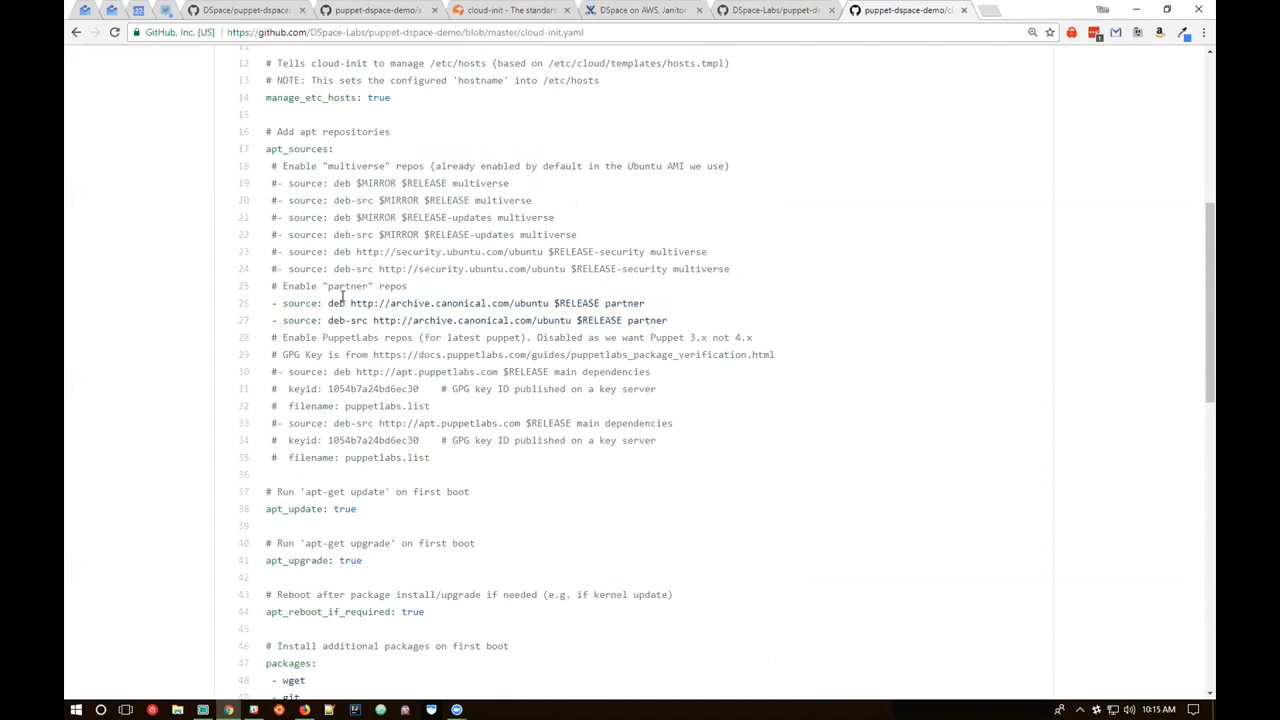 DSpace/puppet-dspace
puppet-dspace-demo/
cloud-init - The standar
DSpace on AWS, Janitor
DSpace-Labs/puppet-ds
puppet-dspace-demo/cl
Tim
GitHub, Inc. [US]
https://github.com/DSpace-Labs/puppet-dspace-demo/blob/master/cloud-init.yaml
11
12 # Tells cloud-init to manage /etc/hosts (based on /etc/cloud/templates/hosts.tmpl)
13 # NOTE: This sets the configured 'hostname' into /etc/hosts
14 manage_etc_hosts: true
15
16 # Add apt repositories
17 apt_sources:
18 # Enable "multiverse" repos (already enabled by default in the Ubuntu AMI we use)
19 #- source: deb $MIRROR $RELEASE multiverse
20 #- source: deb-src $MIRROR $RELEASE multiverse
21 #- source: deb $MIRROR $RELEASE-updates multiverse
22 #- source: deb-src $MIRROR $RELEASE-updates multiverse
23 #- source: deb http://security.ubuntu.com/ubuntu $RELEASE-security multiverse
24 #- source: deb-src http://security.ubuntu.com/ubuntu $RELEASE-security multiverse
25 # Enable "partner" repos
26 - source: deb http://archive.canonical.com/ubuntu $RELEASE partner
27 - source: deb-src http://archive.canonical.com/ubuntu $RELEASE partner
28 # Enable PuppetLabs repos (for latest puppet). Disabled as we want Puppet 3.x not 4.x
29 # GPG Key is from https://docs.puppetlabs.com/guides/puppetlabs_package_verification.html
30 #- source: deb http://apt.puppetlabs.com $RELEASE main dependencies
31 # keyid: 1054b7a24bd6ec30 # GPG key ID published on a key server
32 # filename: puppetlabs.list
33 #- source: deb-src http://apt.puppetlabs.com $RELEASE main dependencies
34 # keyid: 1054b7a24bd6ec30 # GPG key ID published on a key server
35 # filename: puppetlabs.list
36
37 # Run 'apt-get update' on first boot
38 apt_update: true
39
40 # Run 'apt-get upgrade' on first boot
41 apt_upgrade: true
42
43 # Reboot after package install/upgrade if needed (e.g. if kernel update)
44 apt_reboot_if_required: true
45
46 # Install additional packages on first boot
47 packages:
48 - wget
49 - git
10:15 AM